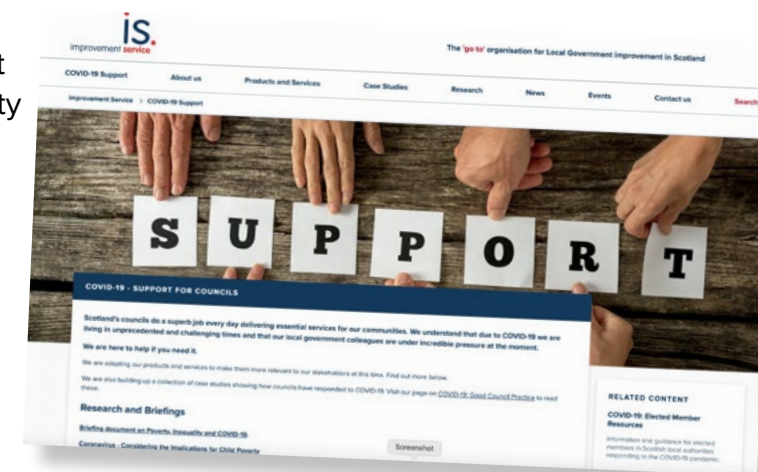 t
ty
is.
improvement service
The 'go to' organisation for Local Government improvement in Scotland
COVID-19 Support
About us
Products and Services
Case Studies
Research
News
Events
Contact us
Search
Improvement Service > COVID-19 Support
S U P P O R T
COVID-19 - SUPPORT FOR COUNCILS
Scotland's councils do a superb job every day delivering essential services for our communities. We understand that due to COVID-19 we are
living in unprecedented and challenging times and that our local government colleagues are under incredible pressure at the moment.
We are here to help if you need it.
We are adapting our products and services to make them more relevant to our stakeholders at this time. Find out more below.
We are also building up a collection of case studies showing how councils have responded to COVID-19. Visit our page on COVID-19: Good Council Practice to read
these.
Research and Briefings
Briefing document on Poverty, Inequality and COVID-19.
Coronavirus - Considering the Implications for Child Poverty
Screenshot
RELATED CONTENT
COVID-19: Elected Member
Resources
Information and guidance for elected
members in Scottish local authorities
responding to the COVID-19 pandemic.